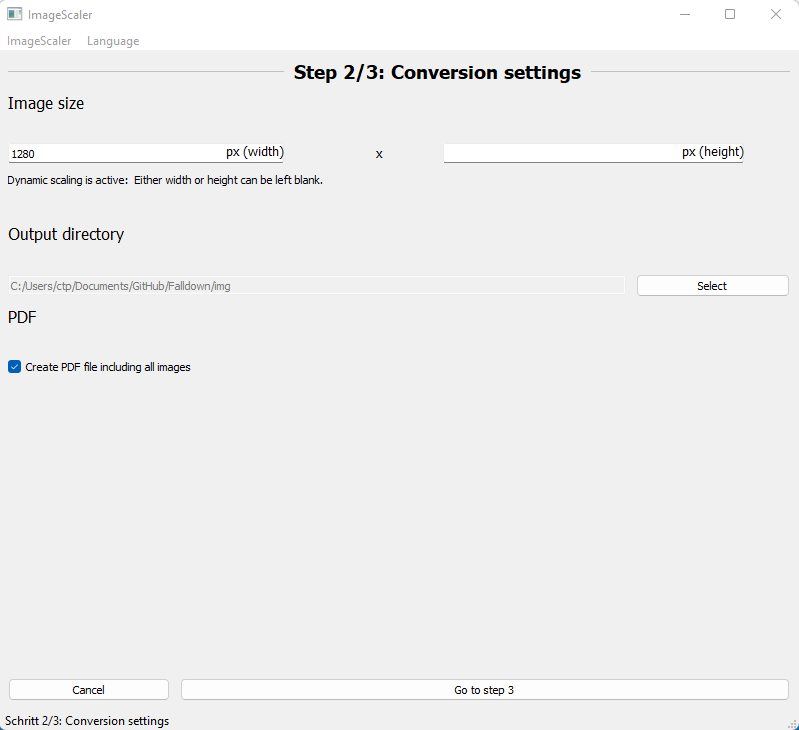 ImageScaler
ImageScaler Language
Step 2/3: Conversion settings
Image size
1280 px (width) x px (height)
Dynamic scaling is active: Either width or height can be left blank.
Output directory
C:/Users/ctp/Documents/GitHub/Falldown/img Select
PDF
Create PDF file including all images
Cancel Go to step 3
Schritt 2/3: Conversion settings